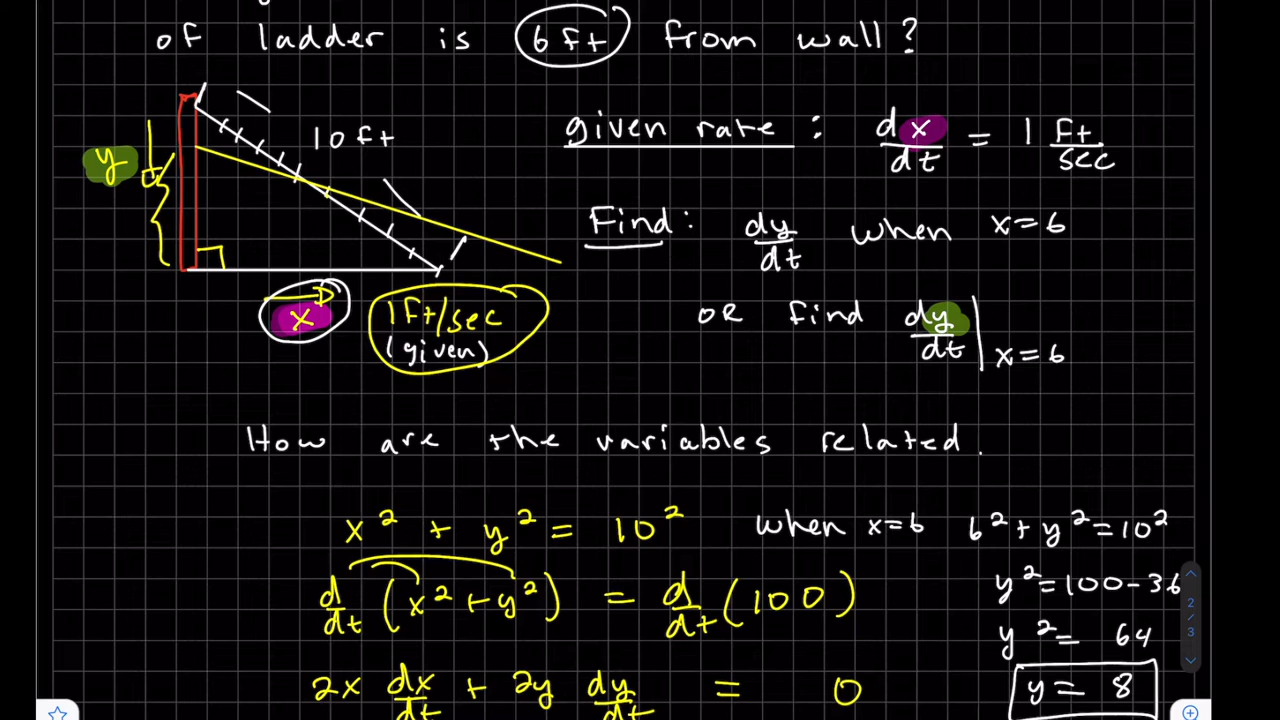 of ladder is 6 ft from wall?
10 ft
y
x
1ft/sec
(given)
given rate : dx/dt = 1 ft/sec
Find: dy/dt when x=6
OR find dy/dt | x=6
How are the variables related.
x² + y² = 10²
d/dt (x² + y²) = d/dt (100)
2x dx/dt + 2y dy/dt = 0
when x=6 6² + y² = 10²
y² = 100 - 36
y² = 64
y = 8
2
/
3